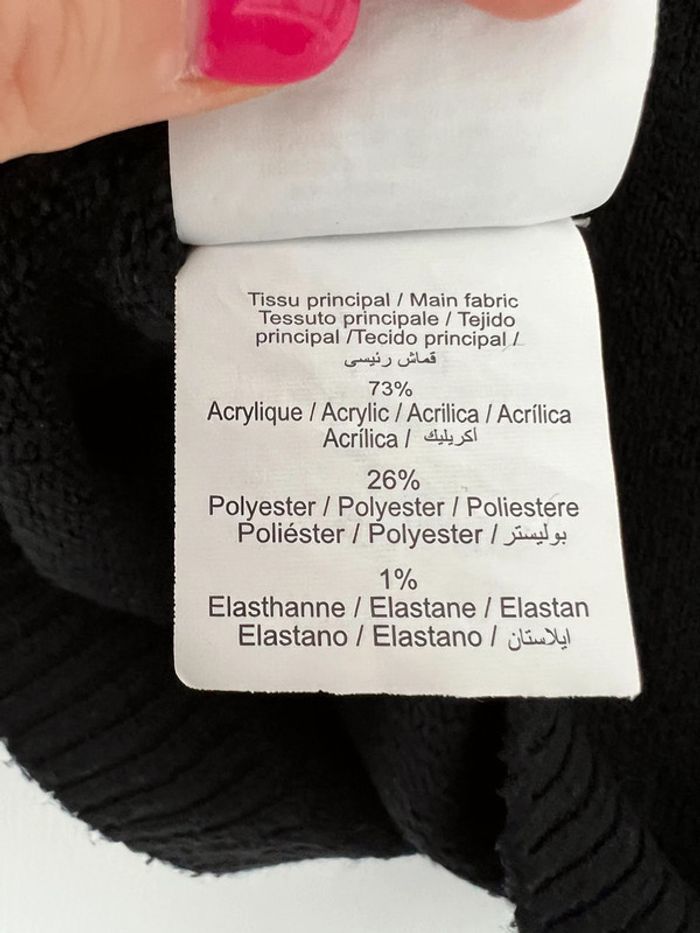 Tissu principal / Main fabric
Tessuto principale / Tejido
principal /Tecido principal /
قماش رئيسى
73%
Acrylique / Acrylic / Acrilica / Acrílica
Acrílica / اكريليك
26%
Polyester / Polyester / Poliestere
Poliéster / Polyester / بوليستر
1%
Elasthanne / Elastane / Elastan
Elastano / Elastano / ايلاستان